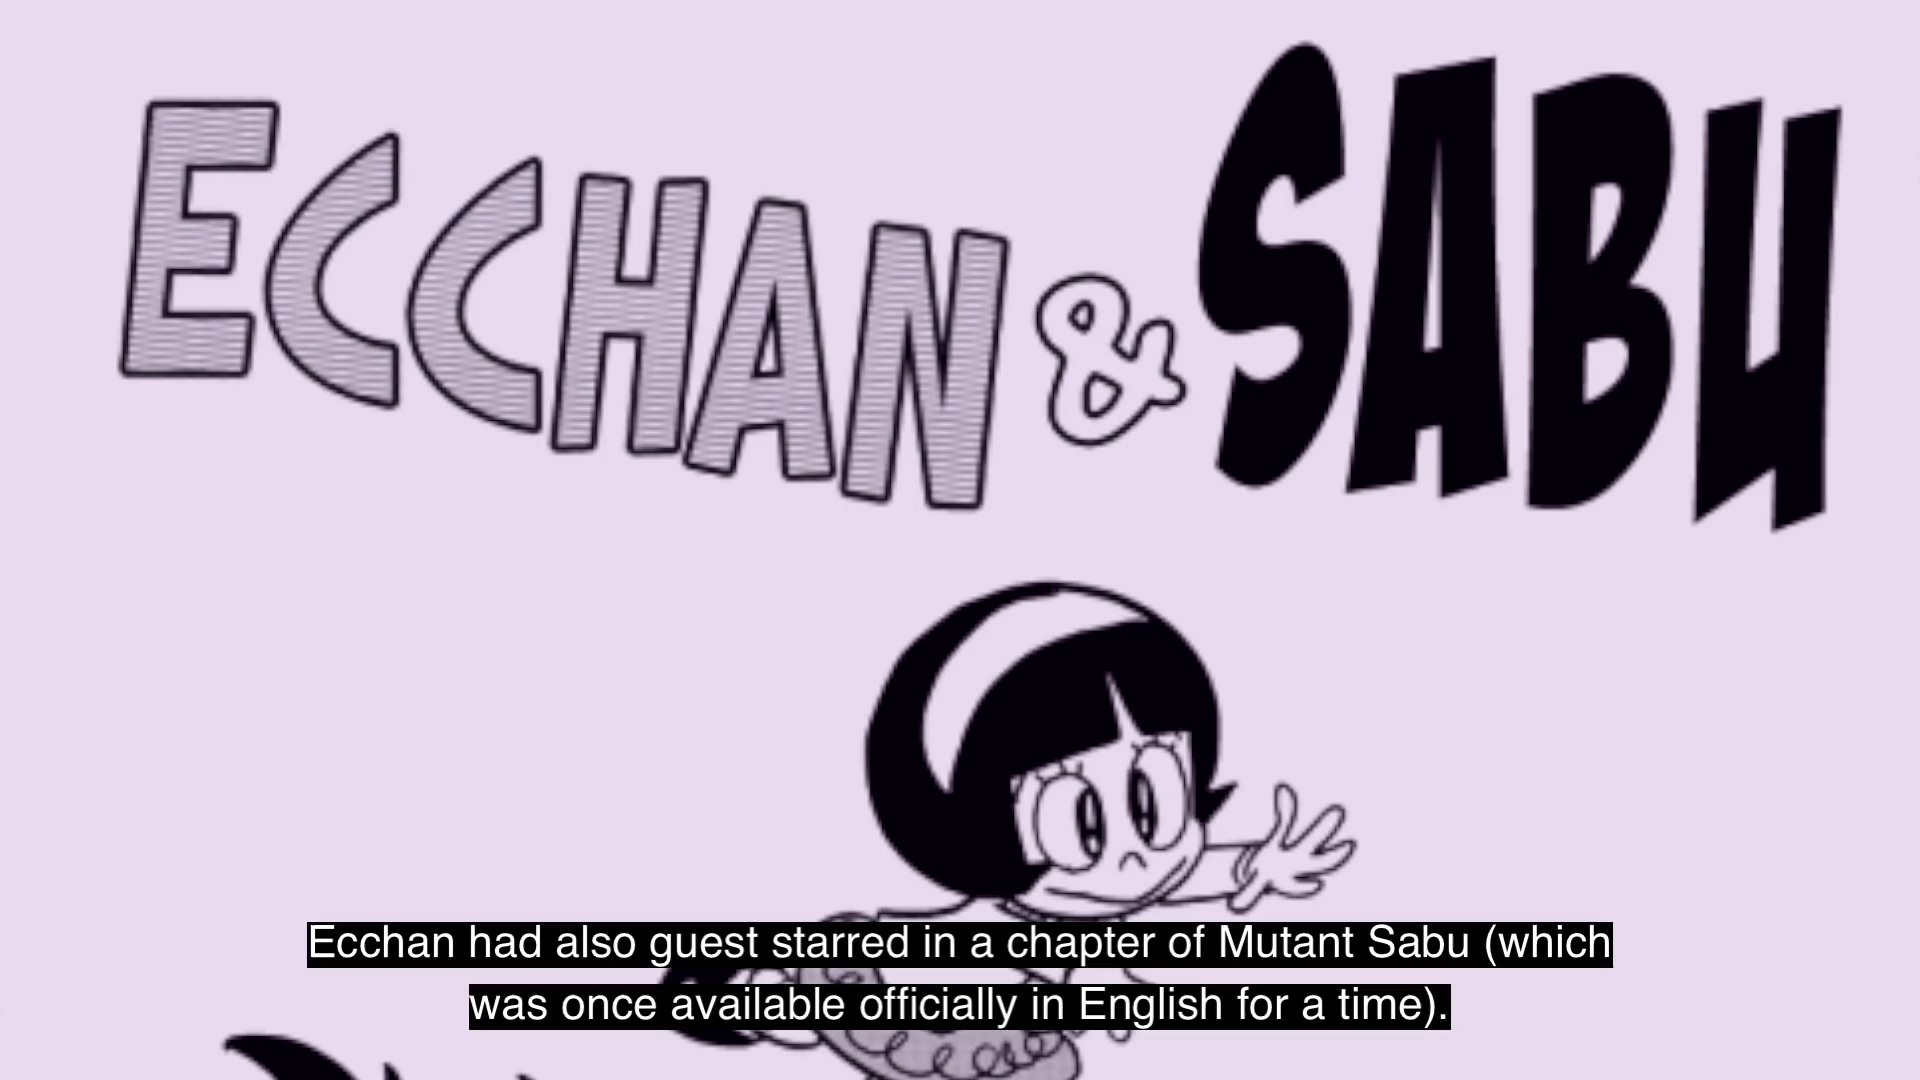 ECCHAN & SABU
Ecchan had also guest starred in a chapter of Mutant Sabu (which
was once available officially in English for a time).